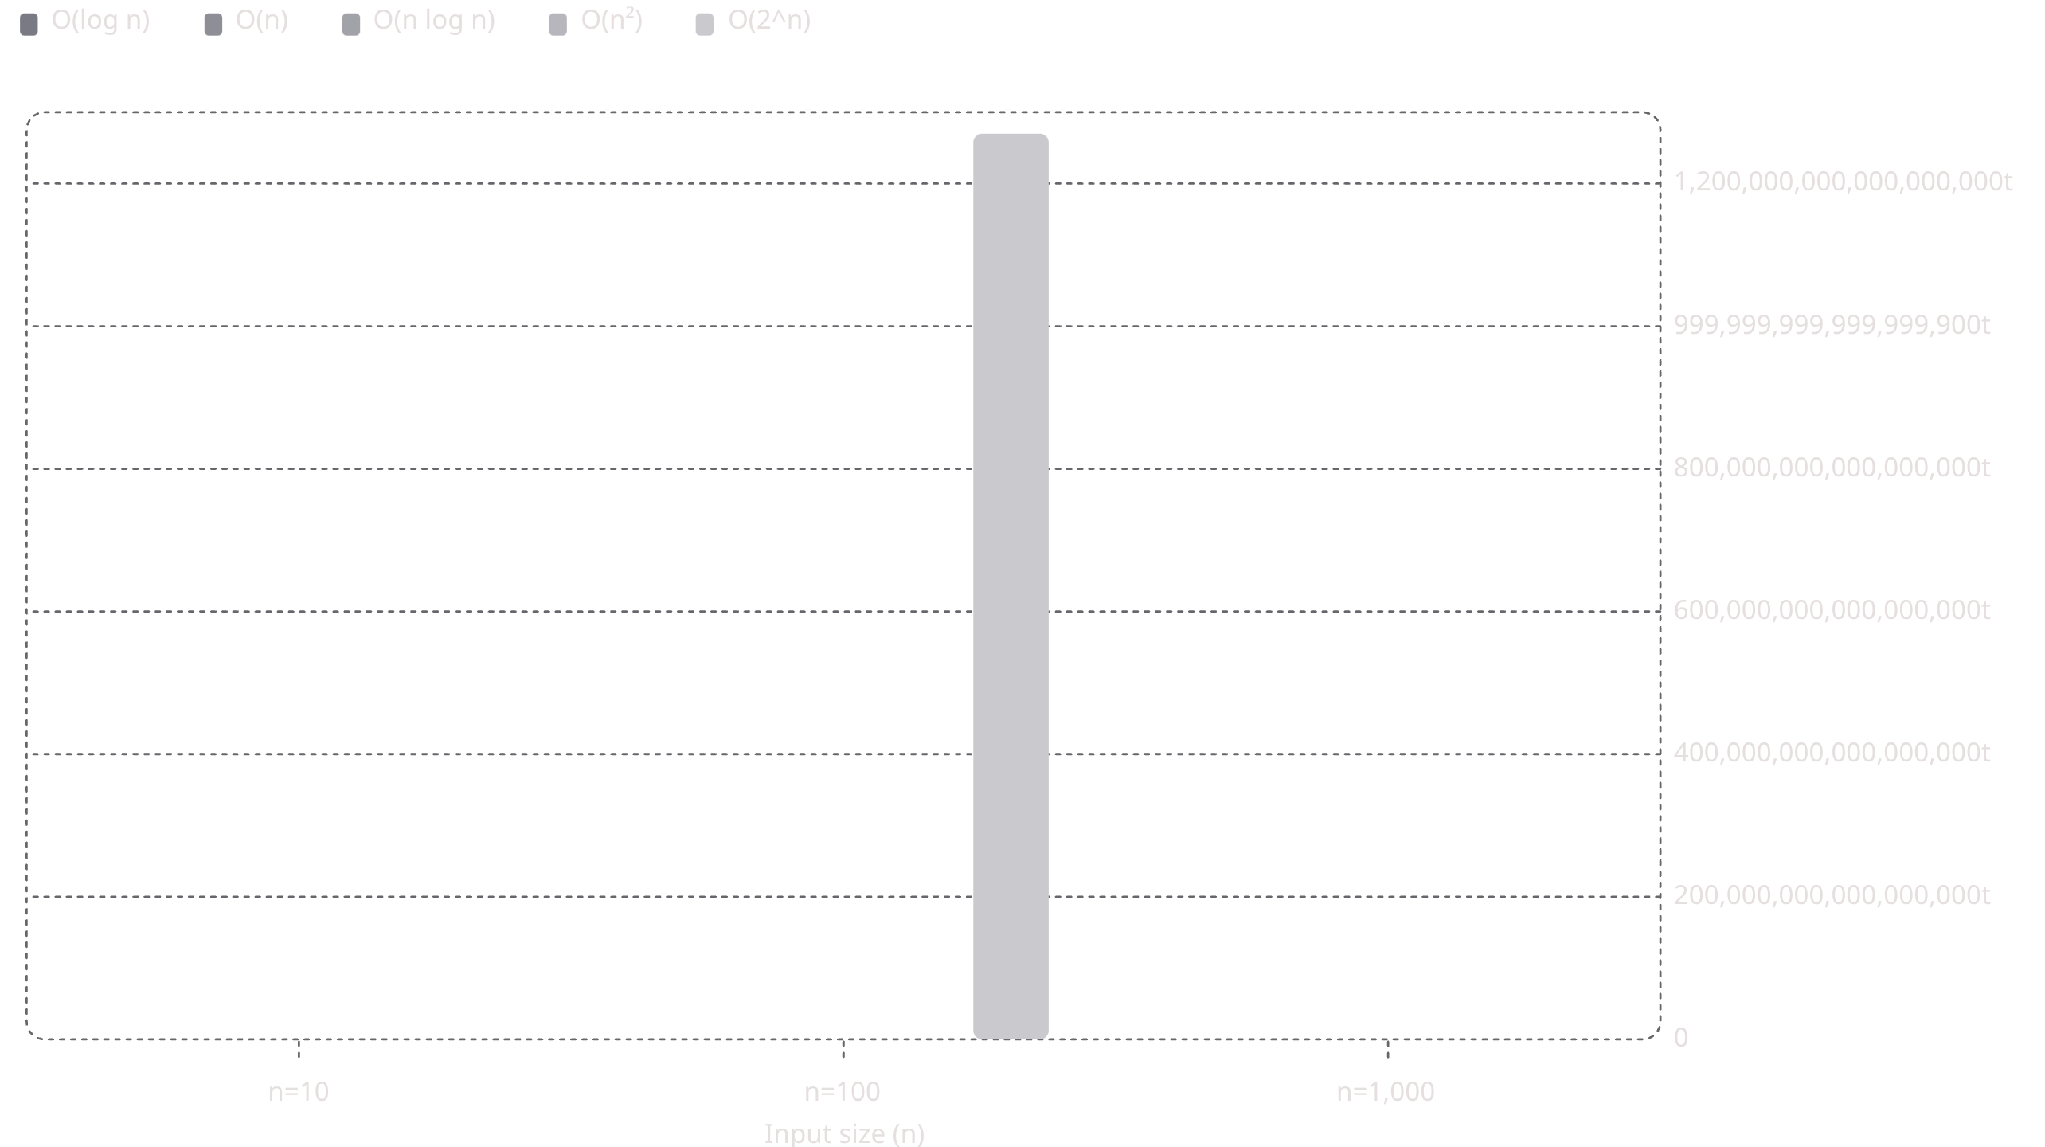 O(log n) O(n) O(n log n) O(n²) O(2^n)
1,200,000,000,000,000,000t
999,999,999,999,999,900t
800,000,000,000,000,000t
600,000,000,000,000,000t
400,000,000,000,000,000t
200,000,000,000,000,000t
0
n=10 n=100 n=1,000
Input size (n)